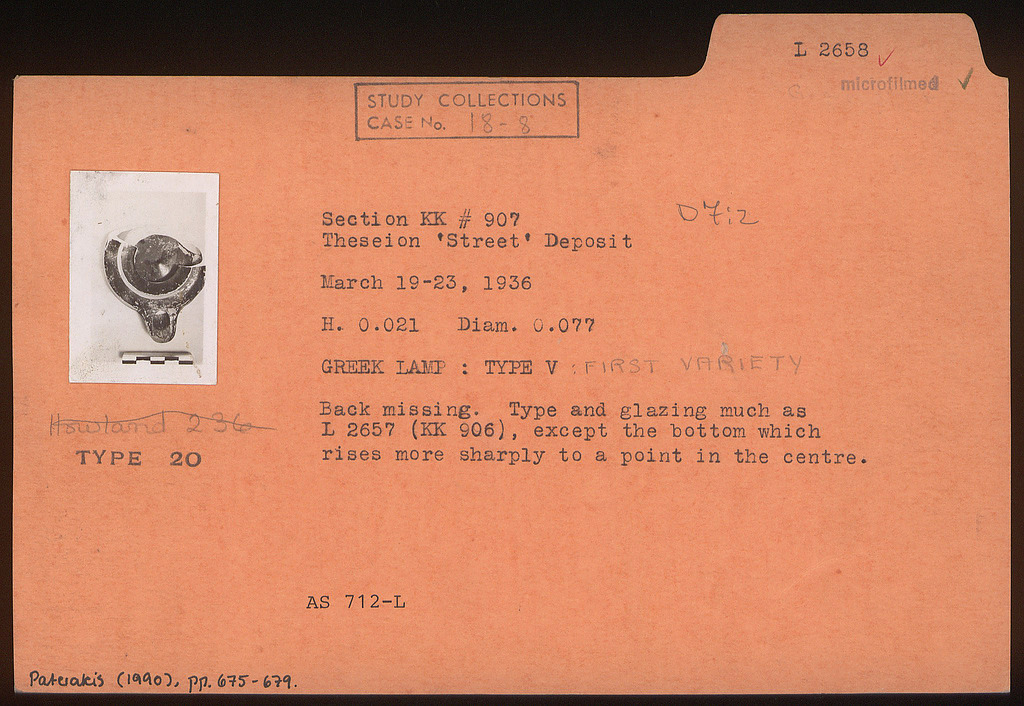 L 2658 ✓
microfilmed ✓
STUDY COLLECTIONS
CASE No. 18-8
Section KK # 907
D 7:2
Theseion 'Street' Deposit
March 19-23, 1936
H. 0.021 Diam. 0.077
GREEK LAMP : TYPE V : FIRST VARIETY
Back missing. Type and glazing much as
L 2657 (KK 906), except the bottom which
rises more sharply to a point in the centre.
Howland 236
TYPE 20
AS 712-L
Paterakis (1990), pp. 675-679.